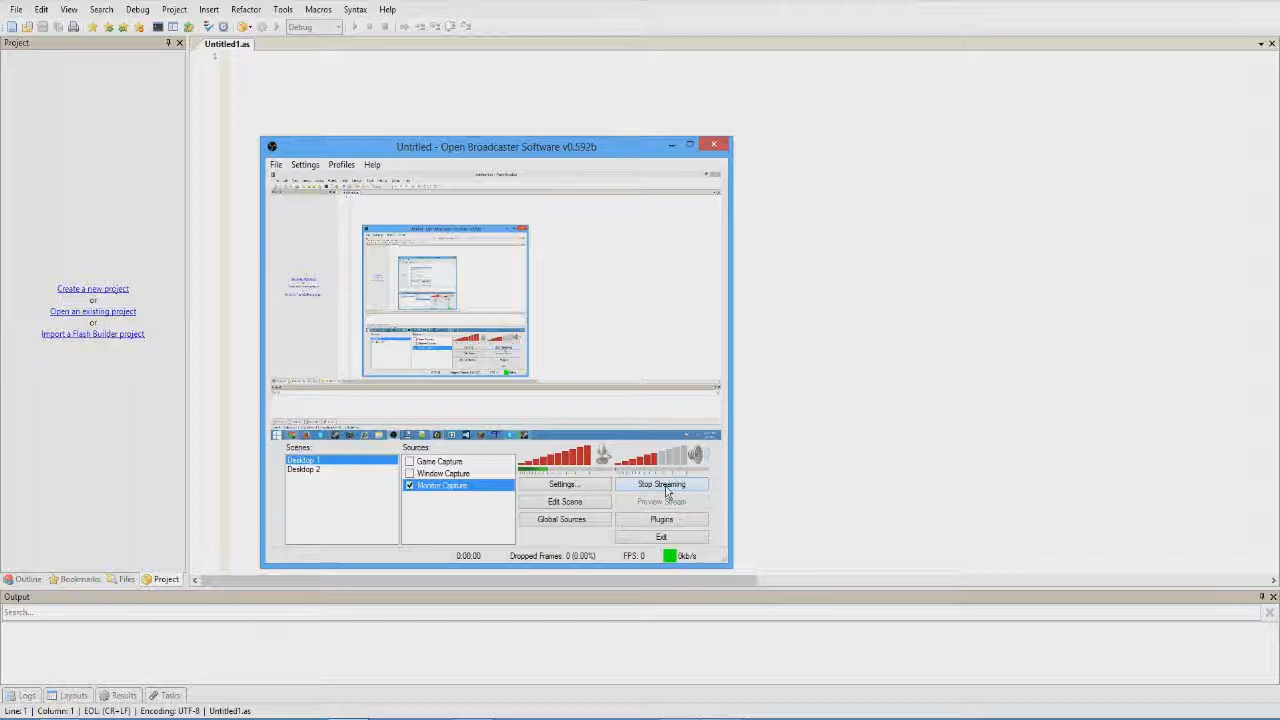 File Edit View Search Debug Project Insert Refactor Tools Macros Syntax Help
Debug
Project
Untitled1.as
1
Create a new project
or
Open an existing project
or
Import a Flash Builder project
Untitled - Open Broadcaster Software v0.592b
File Settings Profiles Help
Scenes:
Desktop 1
Desktop 2
Sources:
Game Capture
Window Capture
Monitor Capture
Settings...
Stop Streaming
Edit Scene
Preview Stream
Global Sources
Plugins
Exit
0:00:00 Dropped Frames: 0 (0.00%) FPS: 0 0kb/s
Outline Bookmarks Files Project
Output
Search...
Logs Layouts Results Tasks
Line: 1 | Column: 1 | EOL: (CR+LF) | Encoding: UTF-8 | Untitled1.as